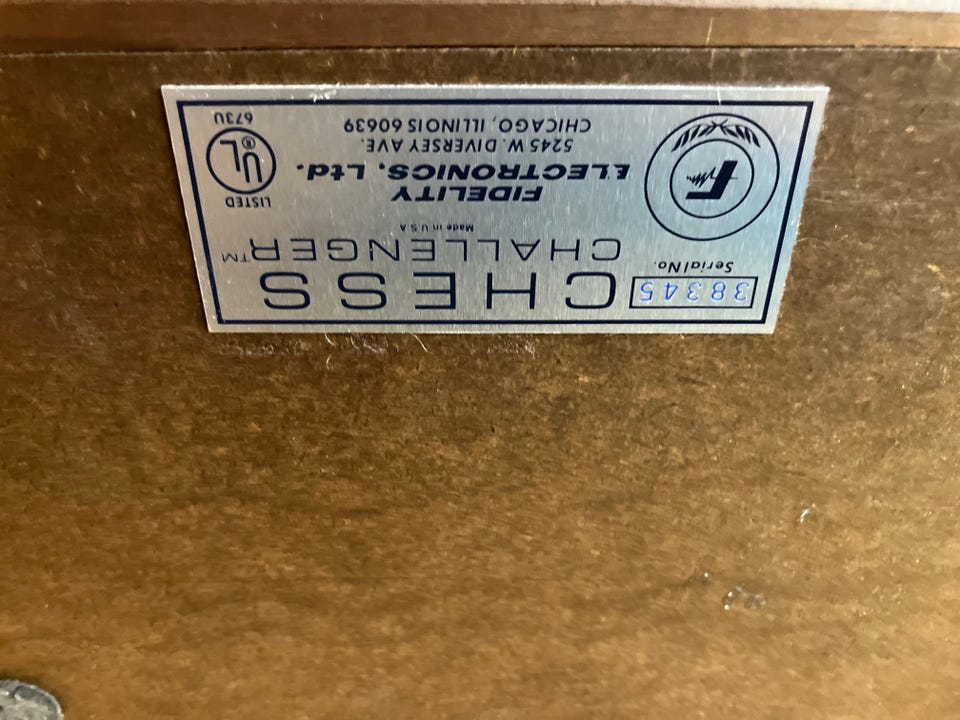 Serial No.
38345
CHESS
CHALLENGER™
Made in U S A
FIDELITY
ELECTRONICS, Ltd.
5245 W. DIVERSEY AVE.
CHICAGO, ILLINOIS 60639
F
LISTED
UL®
673U